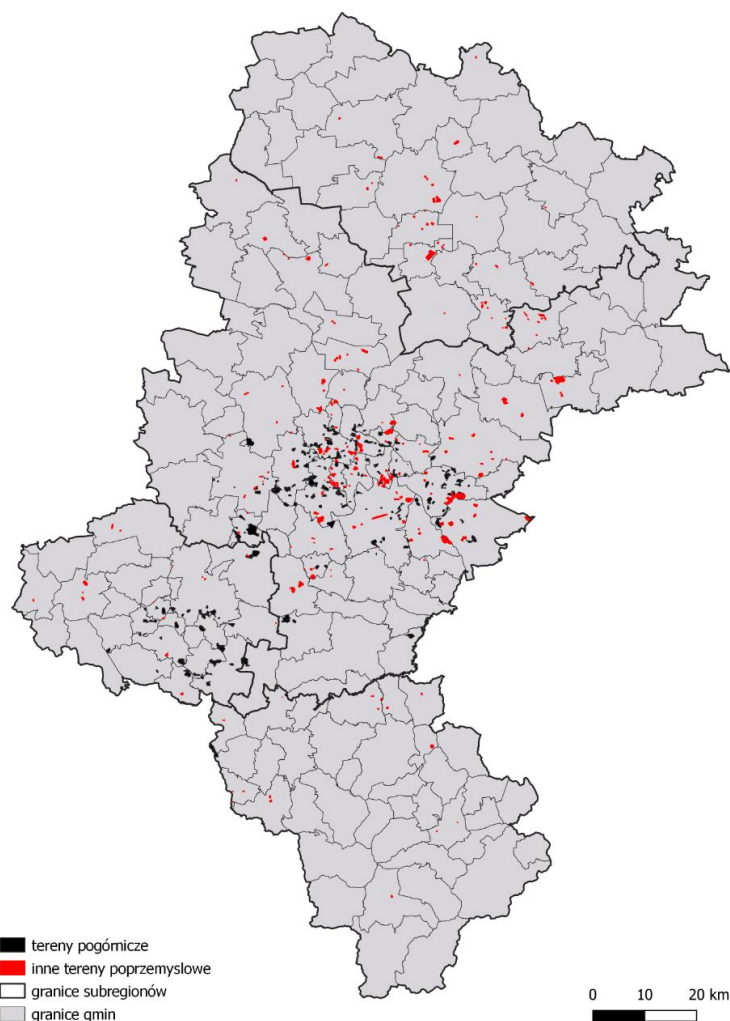 tereny pogórnicze
inne tereny poprzemysłowe
granice subregionów
granice gmin
0 10 20 km